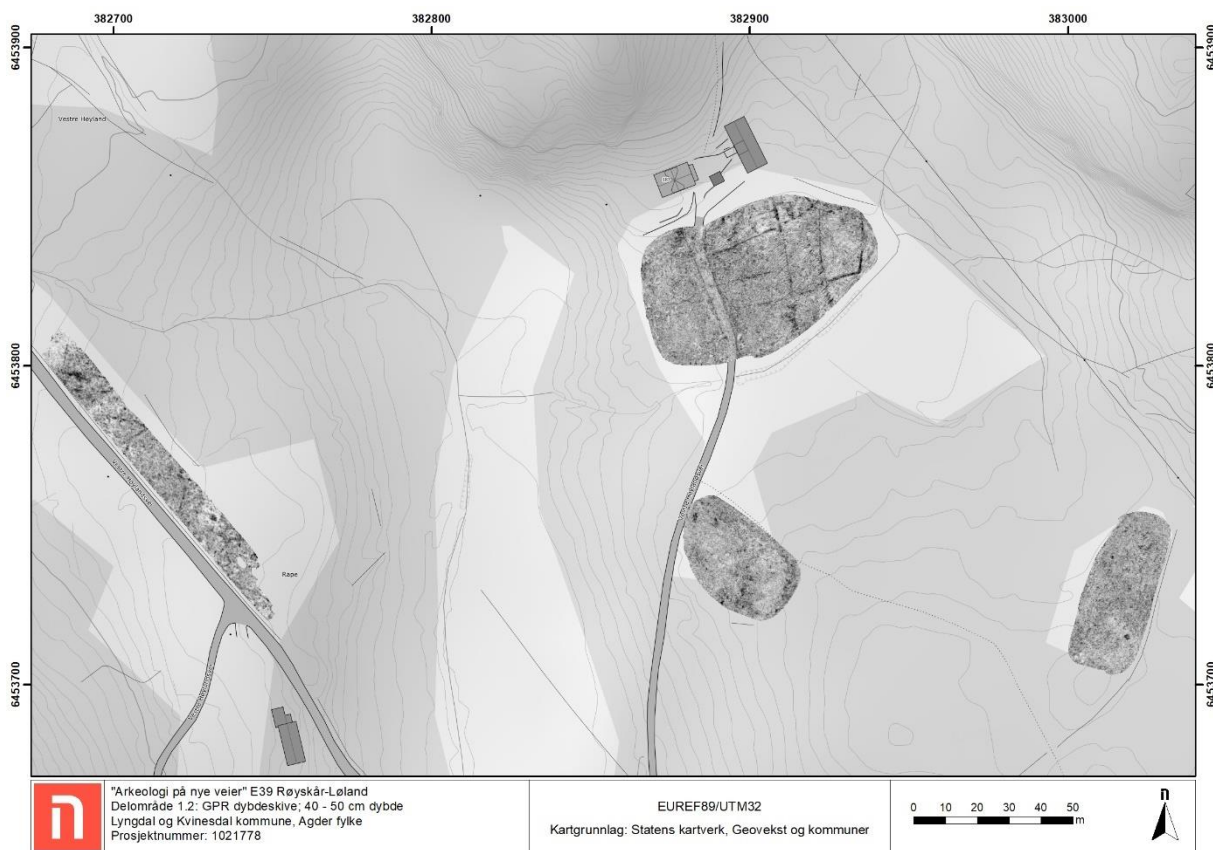 382700
382800
382900
383000
6453900
6453900
Vestre Høyland
6453800
6453800
Vestre Høylandsvei
Rape
6453700
6453700
n
"Arkeologi på nye veier" E39 Røyskår-Løland
Delområde 1.2: GPR dybdeskive; 40 - 50 cm dybde
Lyngdal og Kvinesdal kommune, Agder fylke
Prosjektnummer: 1021778
EUREF89/UTM32
Kartgrunnlag: Statens kartverk, Geovekst og kommuner
0 10 20 30 40 50
m
n